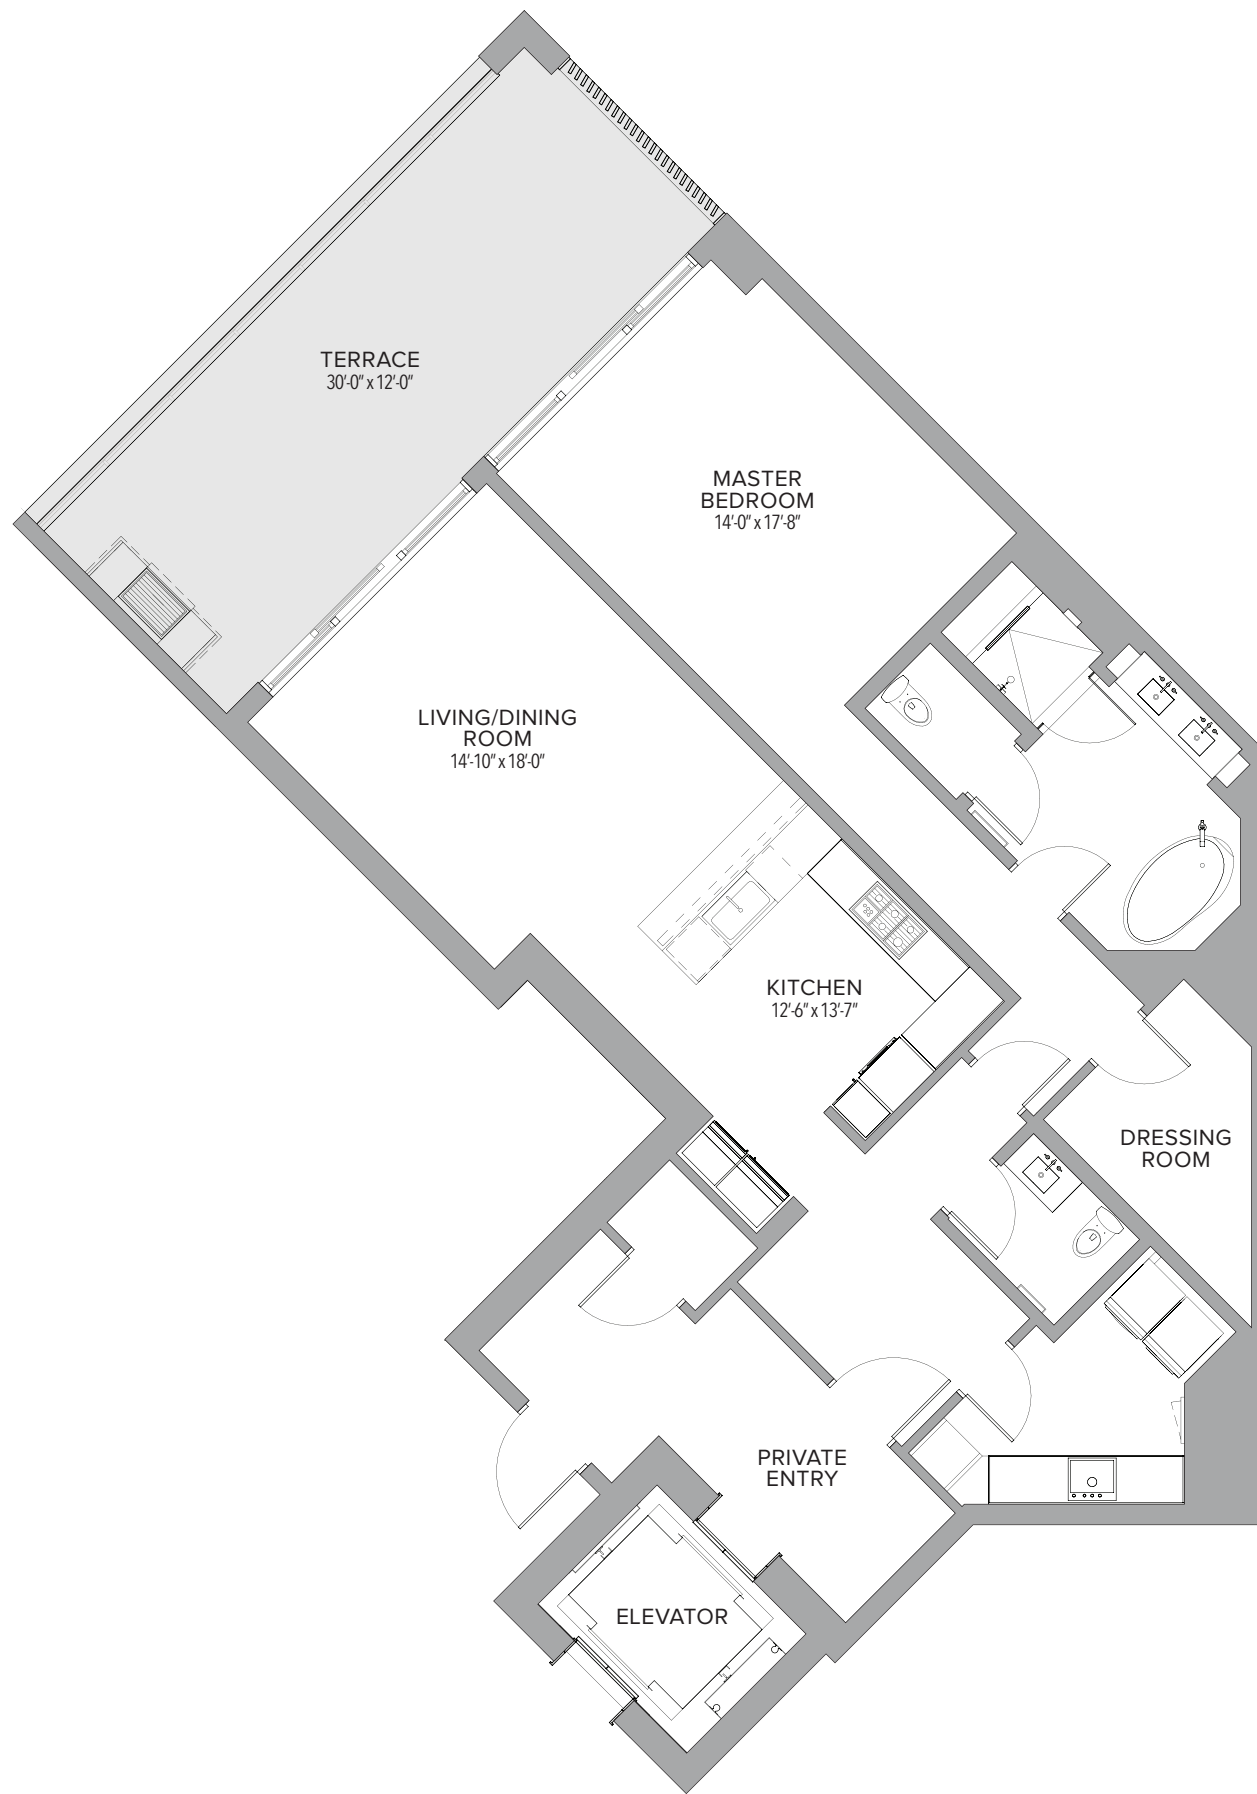 TERRACE
30'-0" x 12'-0"
MASTER
BEDROOM
14'-0" x 17'-8"
LIVING/DINING
ROOM
14'-10" x 18'-0"
KITCHEN
12'-6" x 13'-7"
DRESSING
ROOM
PRIVATE
ENTRY
ELEVATOR